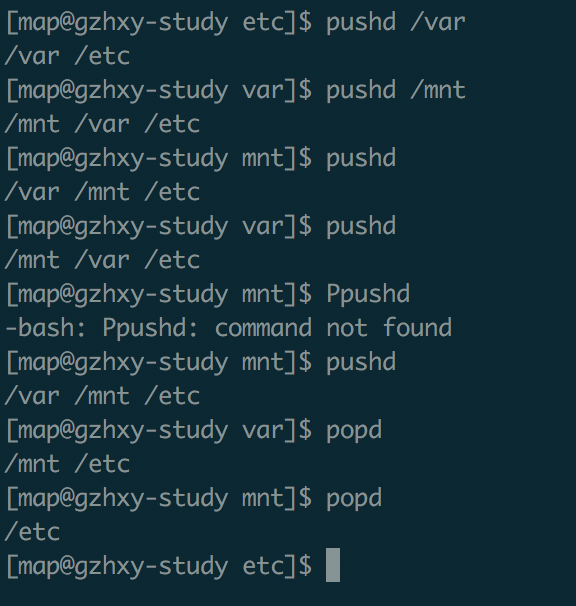 [map@gzhxy-study etc]$ pushd /var
/var /etc
[map@gzhxy-study var]$ pushd /mnt
/mnt /var /etc
[map@gzhxy-study mnt]$ pushd
/var /mnt /etc
[map@gzhxy-study var]$ pushd
/mnt /var /etc
[map@gzhxy-study mnt]$ Ppushd
-bash: Ppushd: command not found
[map@gzhxy-study mnt]$ pushd
/var /mnt /etc
[map@gzhxy-study var]$ popd
/mnt /etc
[map@gzhxy-study mnt]$ popd
/etc
[map@gzhxy-study etc]$